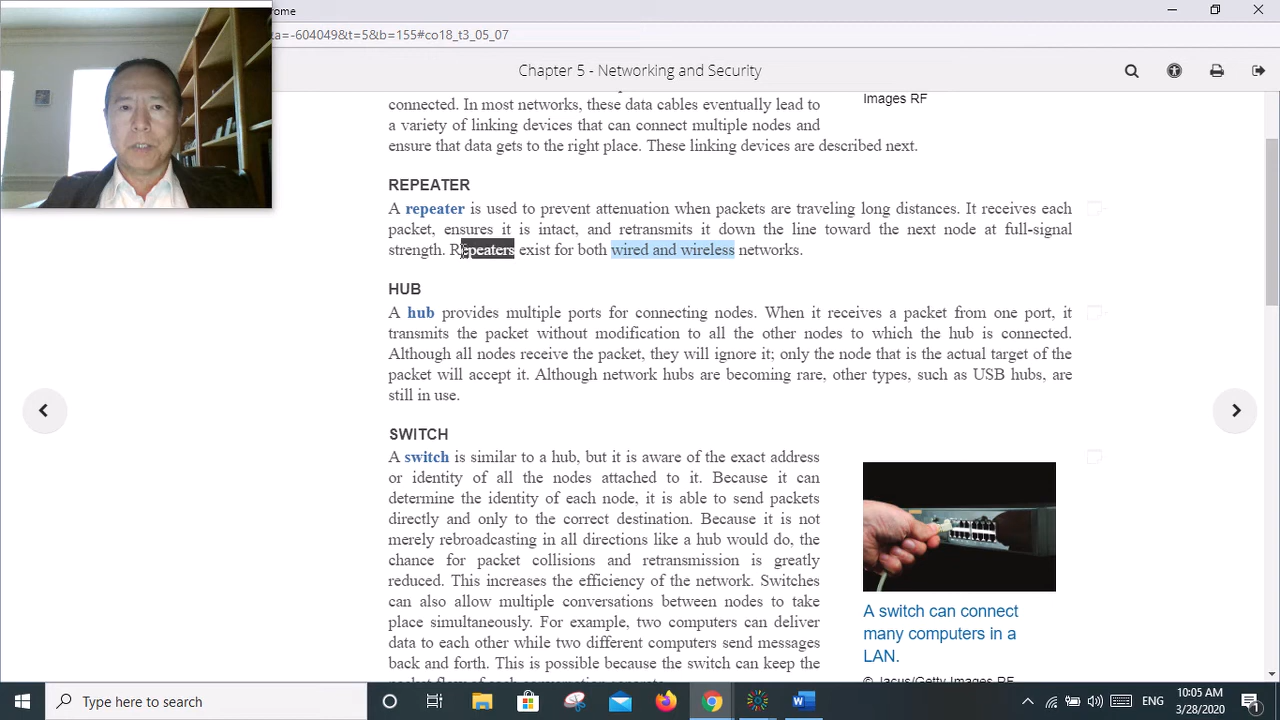 ome
a=-604049&t=5&b=155#co18_t3_05_07
Chapter 5 - Networking and Security
connected. In most networks, these data cables eventually lead to
a variety of linking devices that can connect multiple nodes and
ensure that data gets to the right place. These linking devices are described next.
Images RF
REPEATER
A repeater is used to prevent attenuation when packets are traveling long distances. It receives each
packet, ensures it is intact, and retransmits it down the line toward the next node at full-signal
strength. Repeaters exist for both wired and wireless networks.
HUB
A hub provides multiple ports for connecting nodes. When it receives a packet from one port, it
transmits the packet without modification to all the other nodes to which the hub is connected.
Although all nodes receive the packet, they will ignore it; only the node that is the actual target of the
packet will accept it. Although network hubs are becoming rare, other types, such as USB hubs, are
still in use.
SWITCH
A switch is similar to a hub, but it is aware of the exact address
or identity of all the nodes attached to it. Because it can
determine the identity of each node, it is able to send packets
directly and only to the correct destination. Because it is not
merely rebroadcasting in all directions like a hub would do, the
chance for packet collisions and retransmission is greatly
reduced. This increases the efficiency of the network. Switches
can also allow multiple conversations between nodes to take
place simultaneously. For example, two computers can deliver
data to each other while two different computers send messages
back and forth. This is possible because the switch can keep the
A switch can connect
many computers in a
LAN.
© Jacus/Getty Images RF
Type here to search
ENG
10:05 AM
3/28/2020